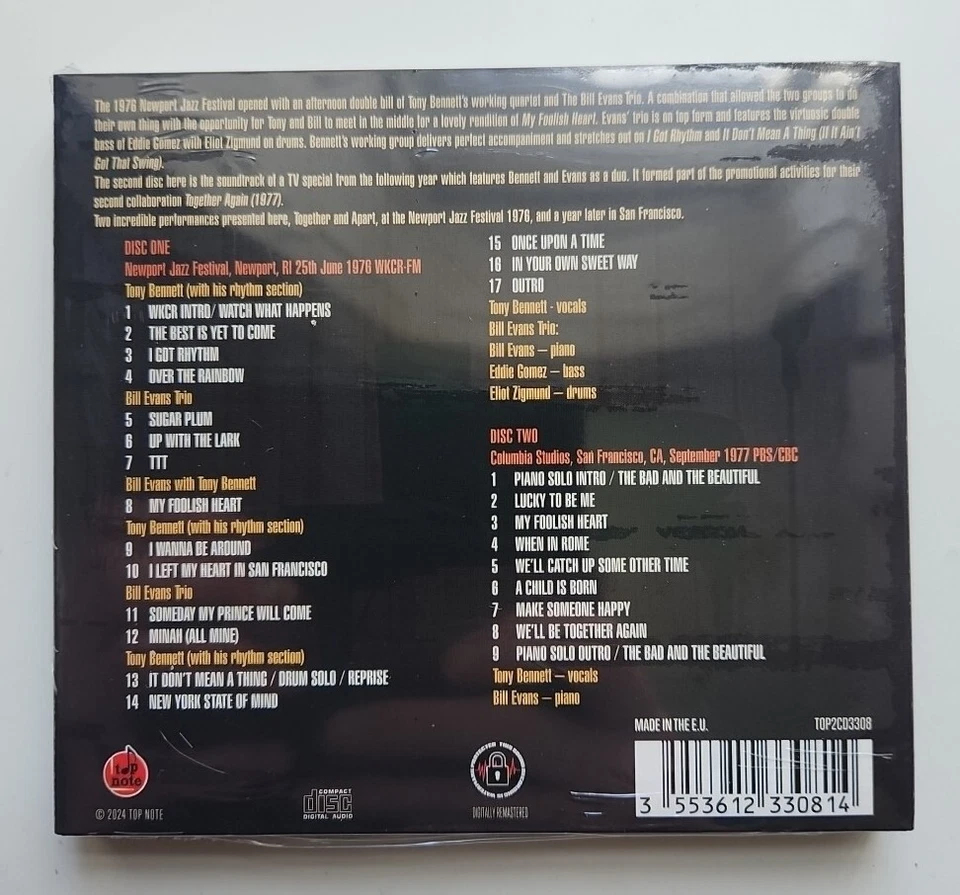 The 1976 Newport Jazz Festival opened with an afternoon double bill of Tony Bennett's working quartet and The Bill Evans Trio. A combination that allowed the two groups to do
their own thing with the opportunity for Tony and Bill to meet in the middle for a lovely rendition of My Foolish Heart. Evans' trio is on top form and features the virtuosic double
bass of Eddie Gomez with Eliot Zigmund on drums. Bennett's working group delivers perfect accompaniment and stretches out on I Got Rhythm and It Don't Mean A Thing (If It Ain't
Got That Swing).
The second disc here is the soundtrack of a TV special from the following year which features Bennett and Evans as a duo. It formed part of the promotional activities for their
second collaboration Together Again (1977).
Two incredible performances presented here, Together and Apart, at the Newport Jazz Festival 1976, and a year later in San Francisco.
DISC ONE
Newport Jazz Festival, Newport, RI 25th June 1976 WKCR-FM
Tony Bennett (with his rhythm section)
1 WKCR INTRO/ WATCH WHAT HAPPENS
2 THE BEST IS YET TO COME
3 I GOT RHYTHM
4 OVER THE RAINBOW
Bill Evans Trio
5 SUGAR PLUM
6 UP WITH THE LARK
7 TTT
Bill Evans with Tony Bennett
8 MY FOOLISH HEART
Tony Bennett (with his rhythm section)
9 I WANNA BE AROUND
10 I LEFT MY HEART IN SAN FRANCISCO
Bill Evans Trio
11 SOMEDAY MY PRINCE WILL COME
12 MINAH (ALL MINE)
Tony Bennett (with his rhythm section)
13 IT DON'T MEAN A THING / DRUM SOLO / REPRISE
14 NEW YORK STATE OF MIND
15 ONCE UPON A TIME
16 IN YOUR OWN SWEET WAY
17 OUTRO
Tony Bennett - vocals
Bill Evans Trio:
Bill Evans – piano
Eddie Gomez – bass
Eliot Zigmund – drums
DISC TWO
Columbia Studios, San Francisco, CA, September 1977 PBS/CBC
1 PIANO SOLO INTRO / THE BAD AND THE BEAUTIFUL
2 LUCKY TO BE ME
3 MY FOOLISH HEART
4 WHEN IN ROME
5 WE'LL CATCH UP SOME OTHER TIME
6 A CHILD IS BORN
7 MAKE SOMEONE HAPPY
8 WE'LL BE TOGETHER AGAIN
9 PIANO SOLO OUTRO / THE BAD AND THE BEAUTIFUL
Tony Bennett – vocals
Bill Evans – piano
MADE IN THE E.U. TOP2CD3308
3 553612 330814
top note
© 2024 TOP NOTE
COMPACT
disc
DIGITAL AUDIO
DIGITALLY REMASTERED